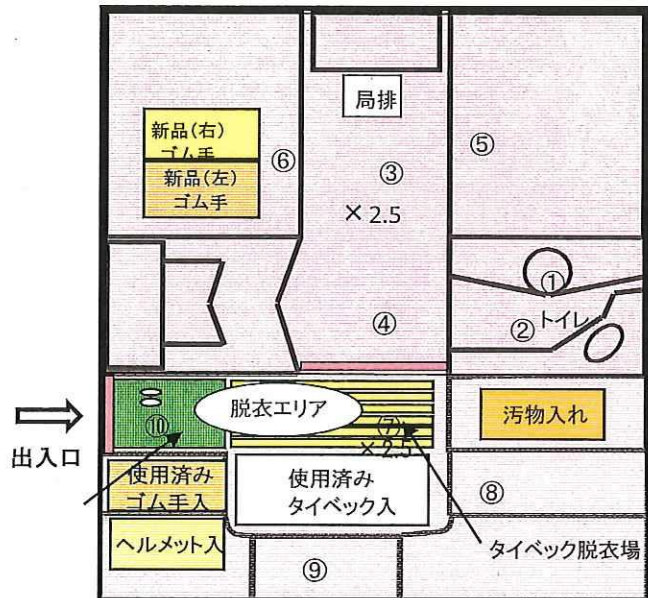 局排
新品(右)
ゴム手
新品(左)
ゴム手
⑥
③
⑤
× 2.5
①
④
②
トイレ
出入口
⑩
脱衣エリア
⑦
× 2.5
汚物入れ
使用済み
ゴム手入
使用済み
タイベック入
⑧
ヘルメット入
⑨
タイベック脱衣場